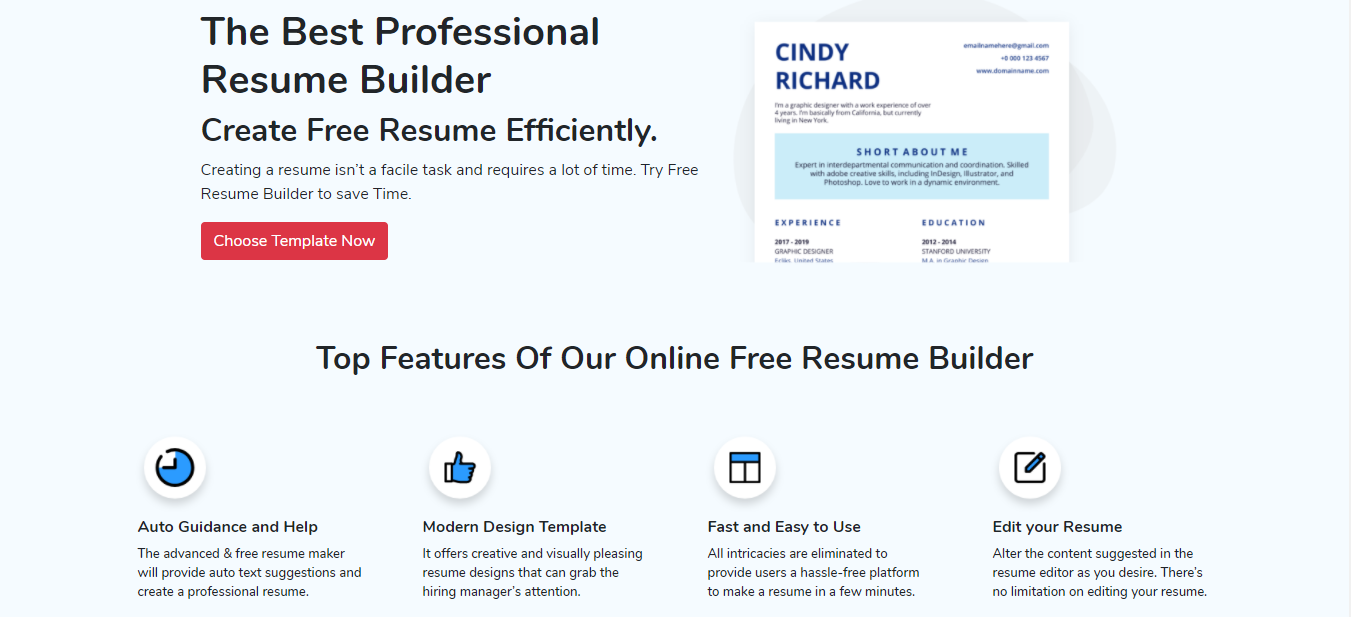 The Best Professional
Resume Builder
Create Free Resume Efficiently.
Creating a resume isn't a facile task and requires a lot of time. Try Free
Resume Builder to save Time.
Choose Template Now
CINDY
RICHARD
emailnamehere@gmail.com
+0 000 123 4567
www.domainname.com
I'm a graphic designer with a work experience of over
4 years. I'm basically from California, but currently
living in New York.
SHORT ABOUT ME
Expert in interdepartmental communication and coordination. Skilled
with adobe creative skills, including InDesign, Illustrator, and
Photoshop. Love to work in a dynamic environment.
EXPERIENCE
2017 - 2019
GRAPHIC DESIGNER
United States
EDUCATION
2012 - 2014
STANFORD UNIVERSITY
M.A. in Graphic Design
Top Features Of Our Online Free Resume Builder
Auto Guidance and Help
The advanced & free resume maker
will provide auto text suggestions and
create a professional resume.
Modern Design Template
It offers creative and visually pleasing
resume designs that can grab the
hiring manager's attention.
Fast and Easy to Use
All intricacies are eliminated to
provide users a hassle-free platform
to make a resume in a few minutes.
Edit your Resume
Alter the content suggested in the
resume editor as you desire. There's
no limitation on editing your resume.